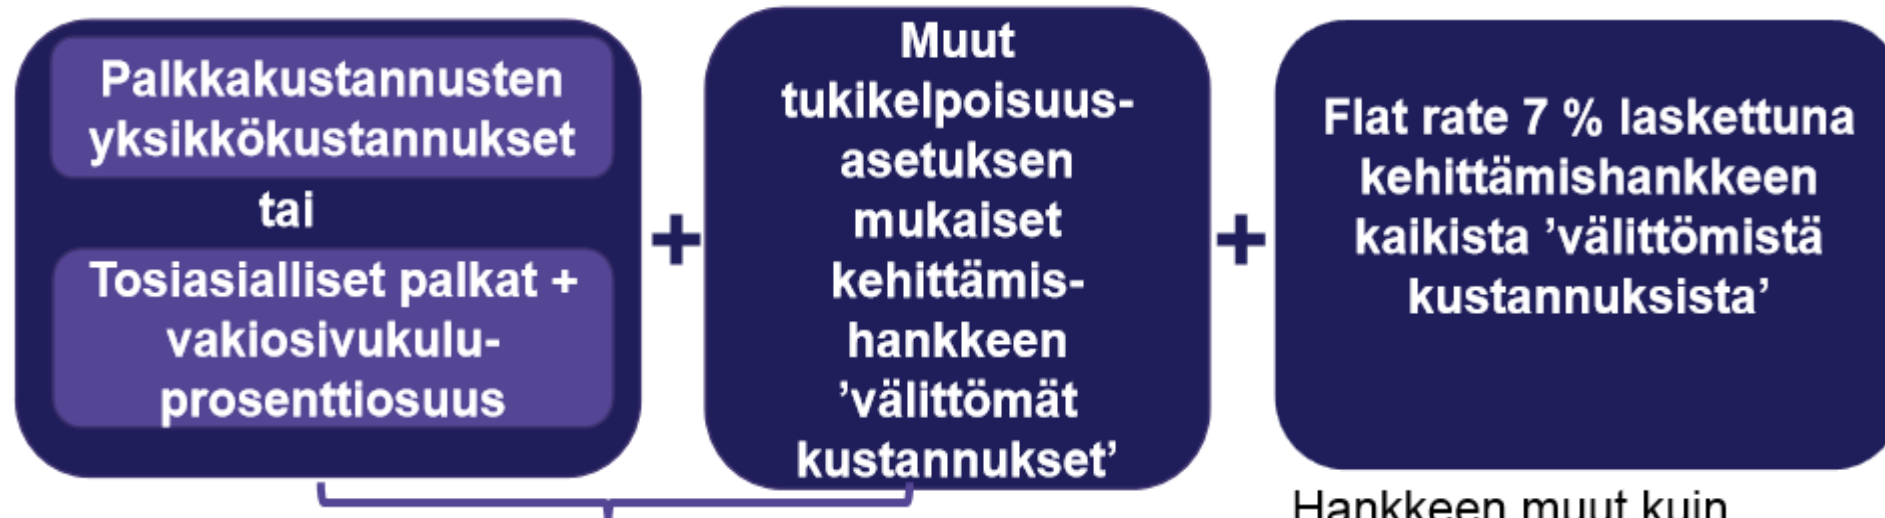 Palkkakustannusten
yksikkökustannukset
tai
Tosiasialliset palkat +
vakiosivukulu-
prosenttiosuus
+
Muut
tukikelpoisuus-
asetuksen
mukaiset
kehittämis-
hankkeen
’välittömät
kustannukset’
+
Flat rate 7 % laskettuna
kehittämishankkeen
kaikista ’välittömistä
kustannuksista’
Hankkeen muut kuin